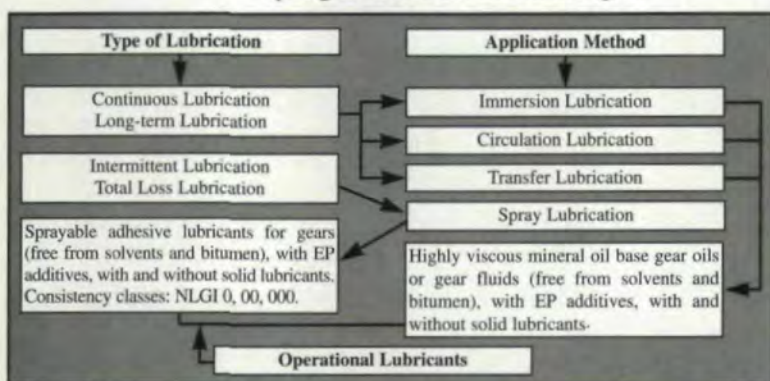 Type of Lubrication
Application Method
Continuous Lubrication
Long-term Lubrication
Immersion Lubrication
Circulation Lubrication
Intermittent Lubrication
Total Loss Lubrication
Transfer Lubrication
Spray Lubrication
Sprayable adhesive lubricants for gears
(free from solvents and bitumen), with EP
additives, with and without solid lubricants.
Consistency classes: NLGI 0, 00, 000.
Highly viscous mineral oil base gear oils
or gear fluids (free from solvents and
bitumen), with EP additives, with and
without solid lubricants.
Operational Lubricants